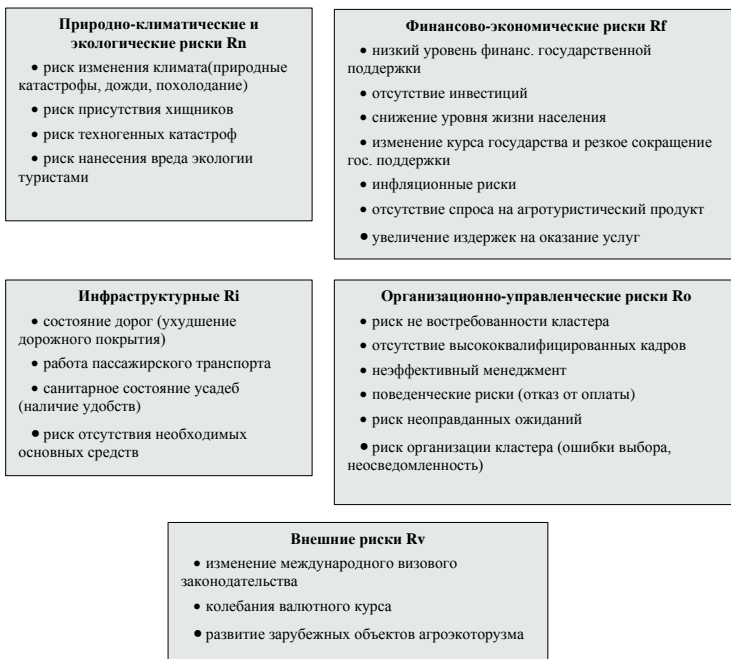 Природно-климатические и
экологические риски Rn
• риск изменения климата(природные
катастрофы, дожди, похолодание)
• риск присутствия хищников
• риск техногенных катастроф
• риск нанесения вреда экологии
туристами
Финансово-экономические риски Rf
• низкий уровень финанс. государственной
поддержки
• отсутствие инвестиций
• снижение уровня жизни населения
• изменение курса государства и резкое сокращение
гос. поддержки
• инфляционные риски
• отсутствие спроса на агротуристический продукт
• увеличение издержек на оказание услуг
Инфраструктурные Ri
• состояние дорог (ухудшение
дорожного покрытия)
• работа пассажирского транспорта
• санитарное состояние усадеб
(наличие удобств)
• риск отсутствия необходимых
основных средств
Организационно-управленческие риски Ro
• риск не востребованности кластера
• отсутствие высококвалифицированных кадров
• неэффективный менеджмент
• поведенческие риски (отказ от оплаты)
• риск неоправданных ожиданий
• риск организации кластера (ошибки выбора,
неосведомленность)
Внешние риски Rv
• изменение международного визового
законодательства
• колебания валютного курса
• развитие зарубежных объектов агроэкоторузма